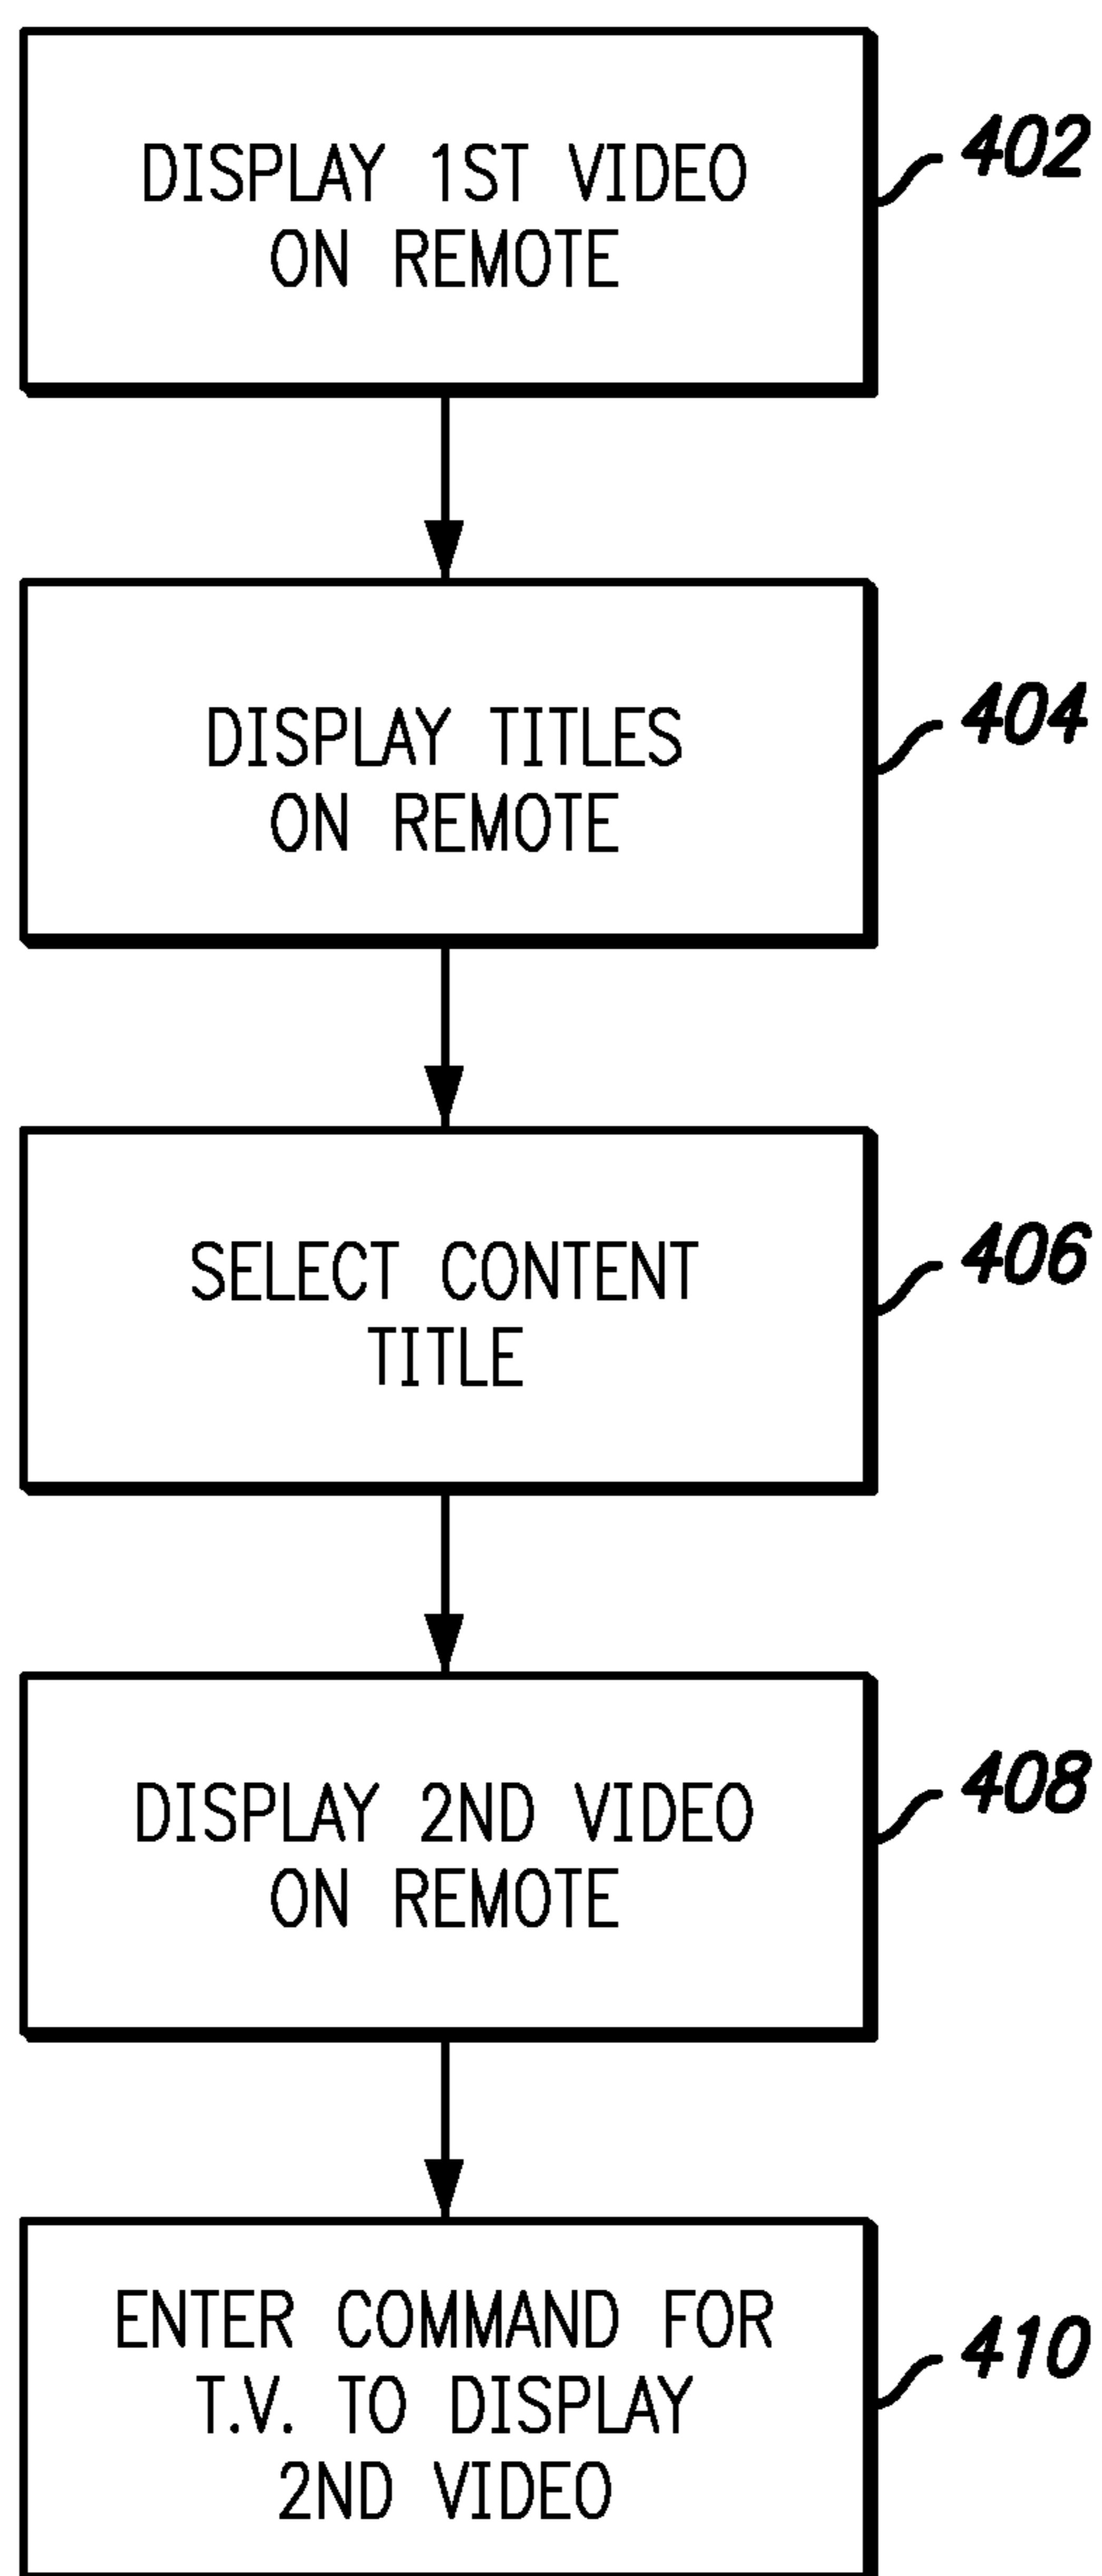 DISPLAY 1ST VIDEO
ON REMOTE
402
DISPLAY TITLES
ON REMOTE
404
SELECT CONTENT
TITLE
406
DISPLAY 2ND VIDEO
ON REMOTE
408
ENTER COMMAND FOR
T.V. TO DISPLAY
2ND VIDEO
410